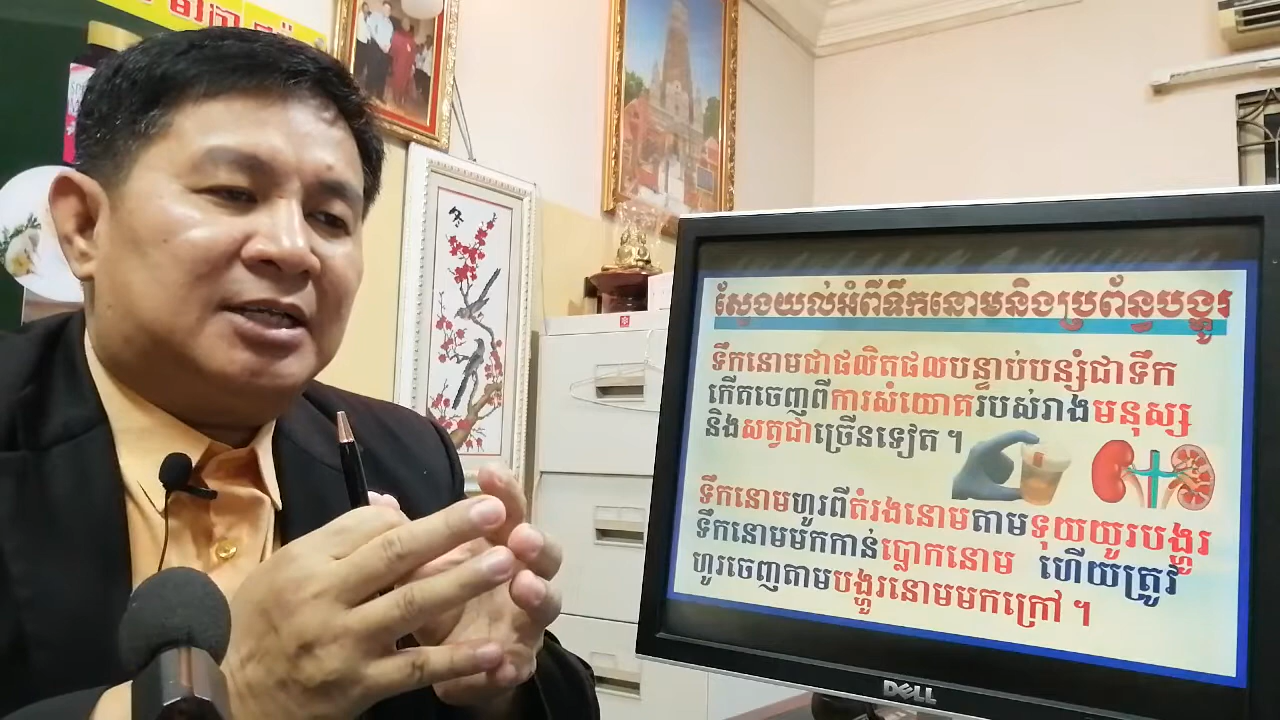 ស្វែងយល់អំពីទឹកនោមនិងប្រព័ន្ធបង្ហូរ
ទឹកនោមជាផលិតផលបន្ទាប់បន្សំជាទឹក
កើតចេញពីការសំយោគរបស់រាងមនុស្ស
និងសត្វជាច្រើនទៀត ។
ទឹកនោមហូរពីតំរងនោមតាមទុយយូរបង្ហូរ
ទឹកនោមមកកាន់ប្លោកនោម ហើយត្រូវ
ហូរចេញតាមបង្ហូរនោមមកក្រៅ ។
DELL